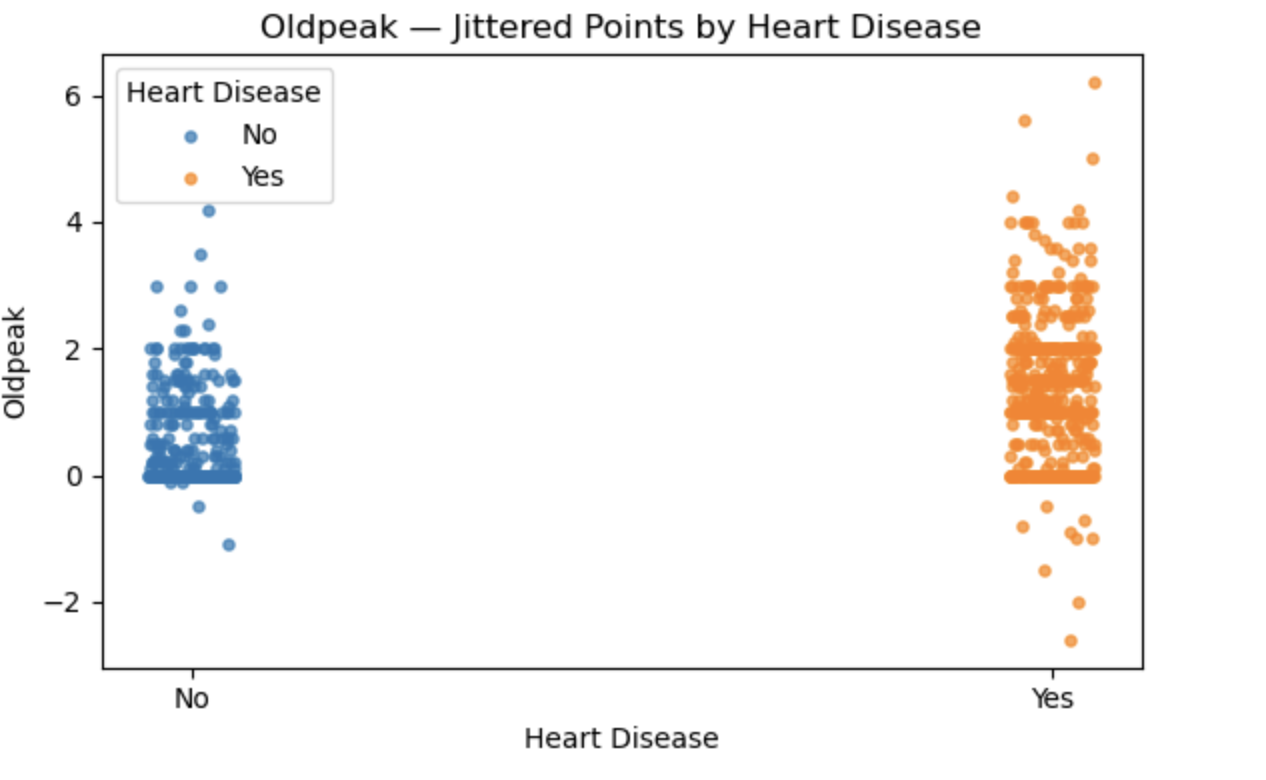 Oldpeak — Jittered Points by Heart Disease
Heart Disease
No
Yes
6
4
2
0
−2
Oldpeak
No
Yes
Heart Disease